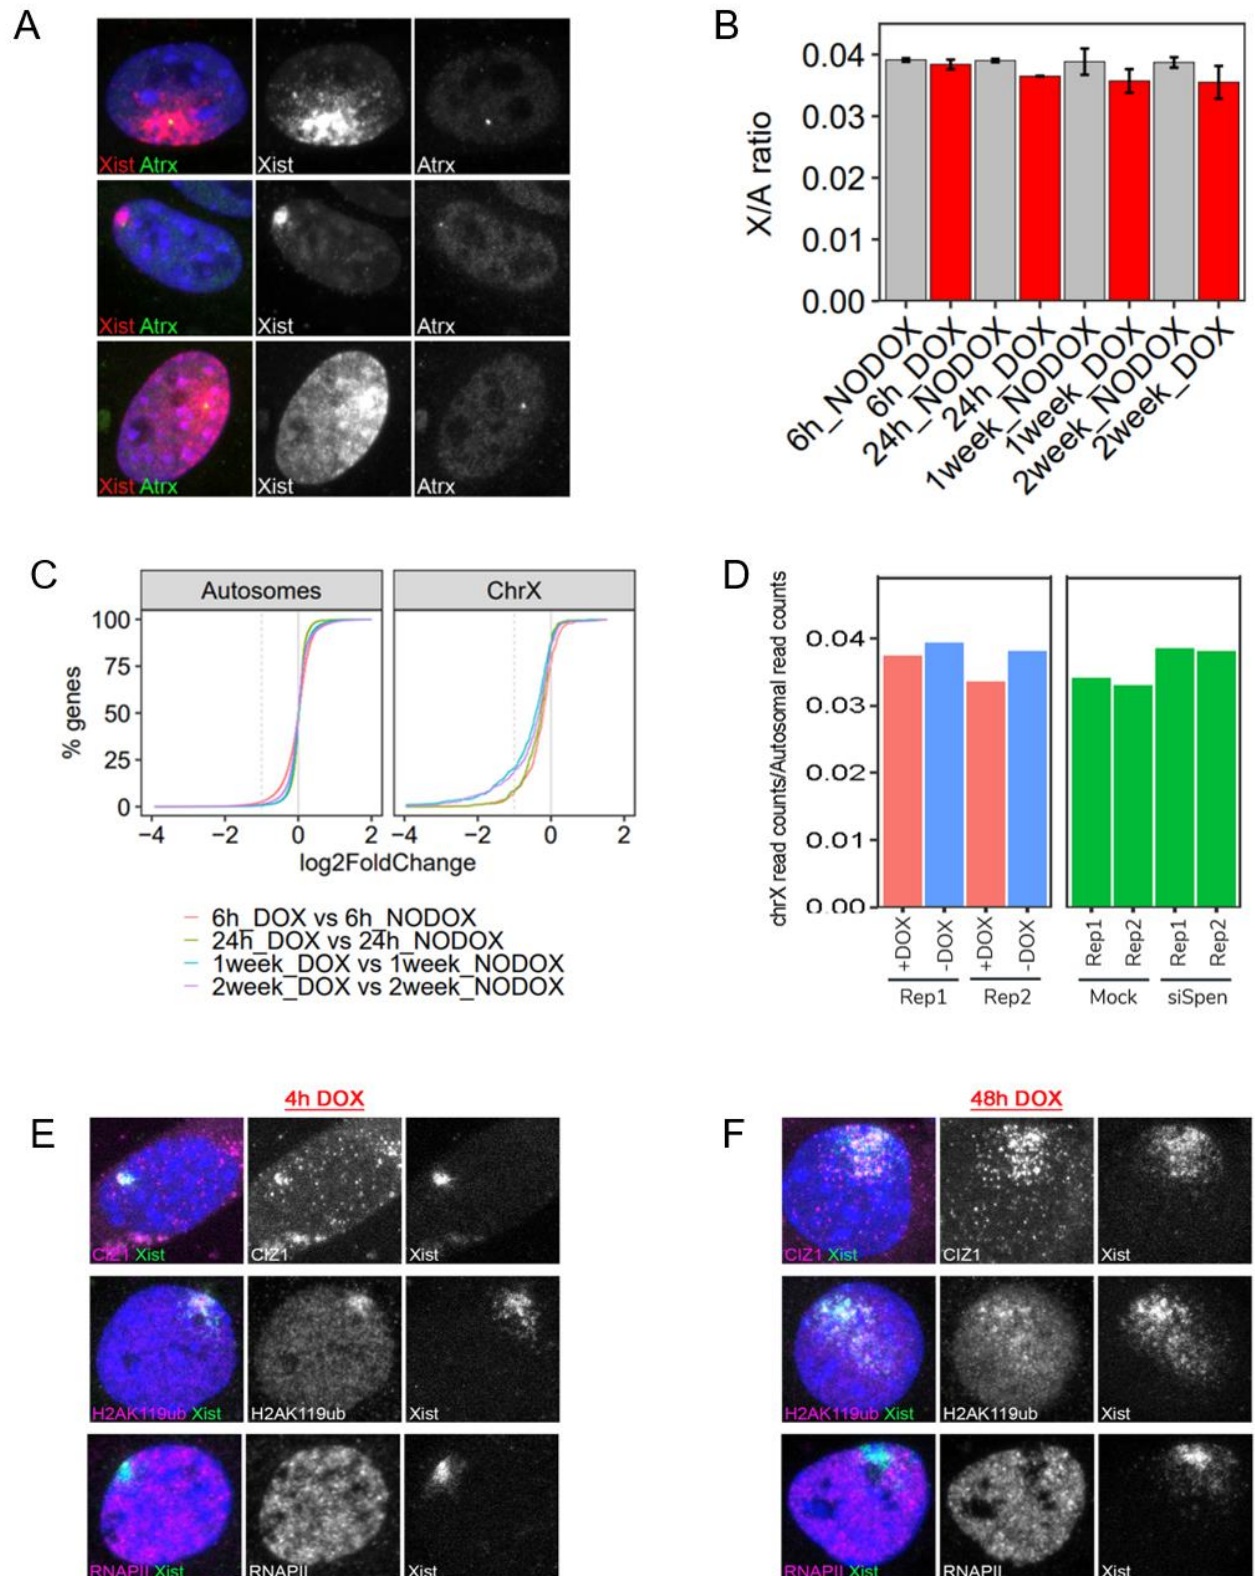 A
Xist Atrx
Xist
Atrx
Xist Atrx
Xist
Atrx
Xist Atrx
Xist
Atrx
B
X/A ratio
0.04
0.03
0.02
0.01
0.00
6h_NODOX
6h_DOX
24h_NODOX
24h_DOX
1week_NODOX
1week_DOX
2week_NODOX
2week_DOX
C
Autosomes
ChrX
% genes
100
75
50
25
0
−4 −2 0 2
−4 −2 0 2
log2FoldChange
6h_DOX vs 6h_NODOX
24h_DOX vs 24h_NODOX
1week_DOX vs 1week_NODOX
2week_DOX vs 2week_NODOX
D
chrX read counts/Autosomal read counts
0.04
0.03
0.02
0.01
0.00
+DOX
-DOX
+DOX
-DOX
Rep1
Rep2
Rep1
Rep2
Rep1
Rep2
Mock
siSpen
E
4h DOX
CIZ1 Xist
CIZ1
Xist
H2AK119ub Xist
H2AK119ub
Xist
RNAPII Xist
RNAPII
Xist
F
48h DOX
CIZ1 Xist
CIZ1
Xist
H2AK119ub Xist
H2AK119ub
Xist
RNAPII Xist
RNAPII
Xist